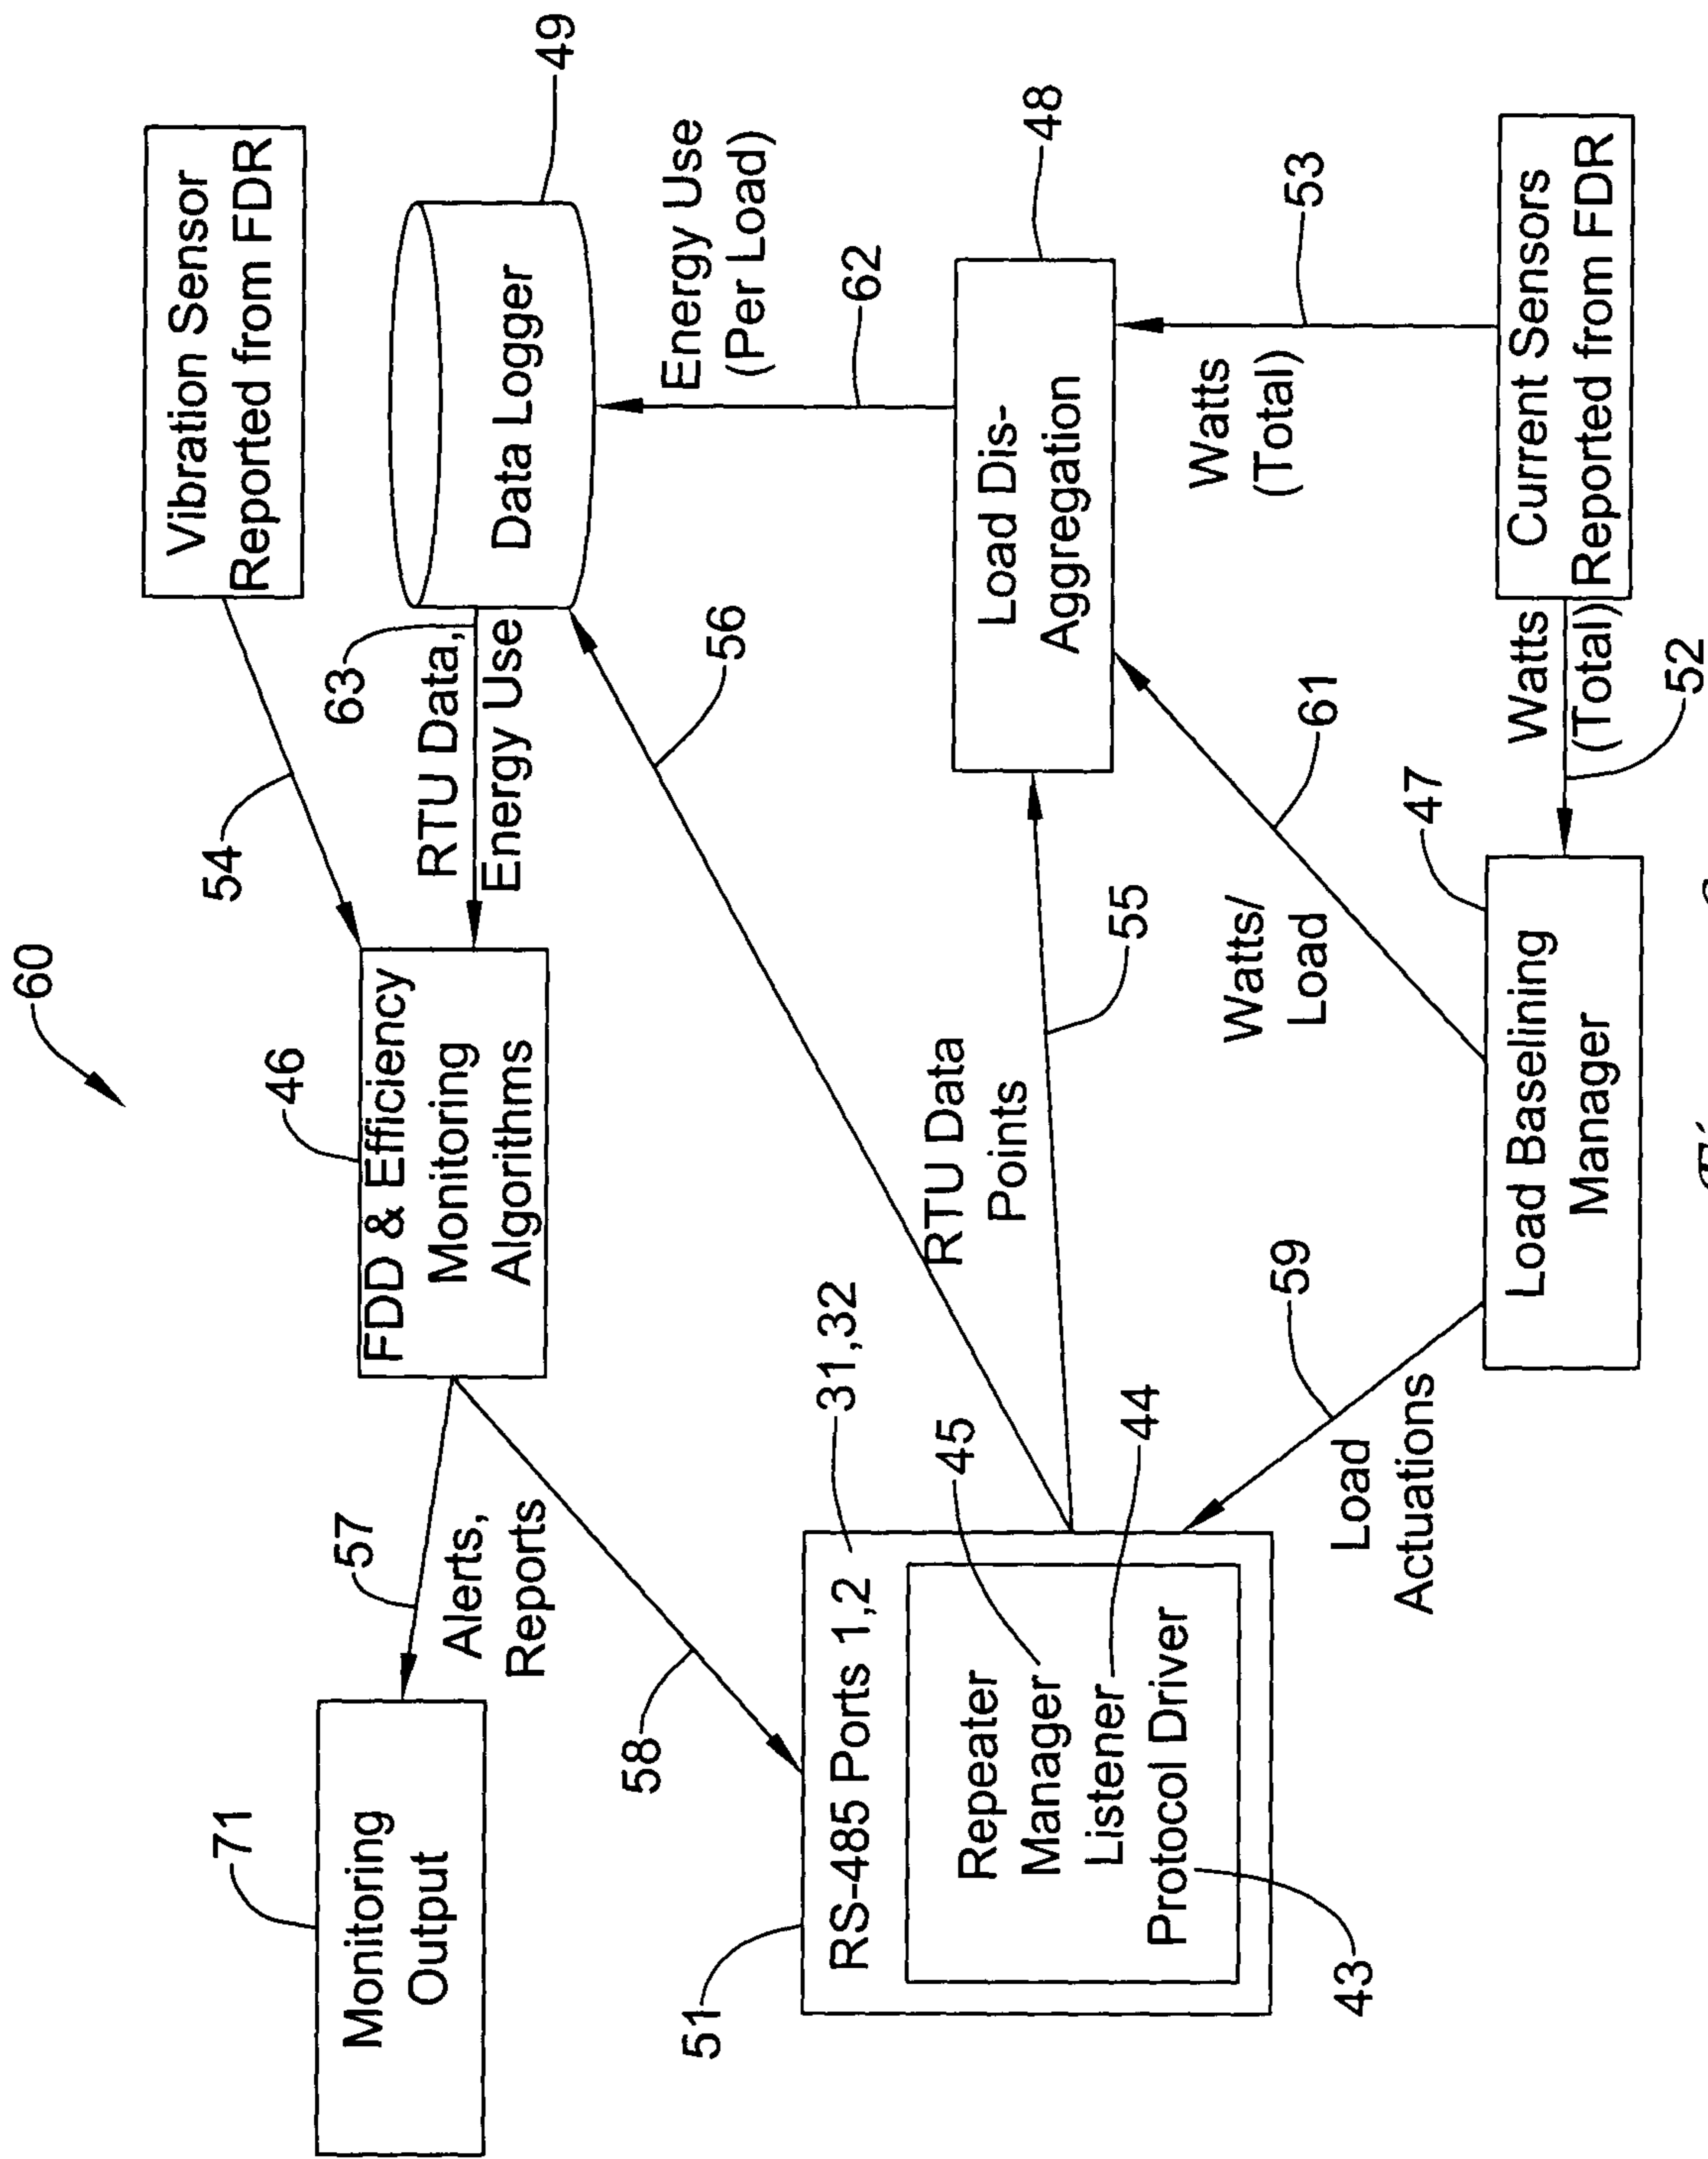 60
Vibration Sensor
Reported from FDR
54
49
Data Logger
63
RTU Data,
Energy Use
46
FDD & Efficiency
Monitoring
Algorithms
57
Alerts,
Reports
71
Monitoring
Output
58
56
Energy Use
(Per Load)
62
48
Load Dis-
Aggregation
55
RTU Data
Points
31,32
51
RS-485 Ports 1,2
45
44
Repeater
Manager
Listener
Protocol Driver
43
53
Watts
(Total)
Current Sensors
Reported from FDR
Watts
(Total)
52
61
Watts/
Load
47
Load Baselining
Manager
59
Load
Actuations